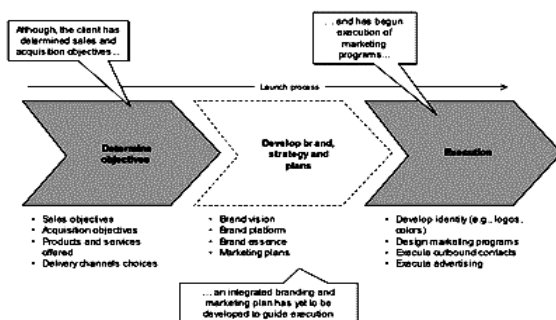 Although, the client has
determined sales and
acquisition objectives...
... and has begun
execution of
marketing
programs...
Launch process
Determine
objectives
Develop brand,
strategy and
plans
Execution
• Sales objectives
• Acquisition objectives
• Products and services
offered
• Delivery channels choices
• Brand vision
• Brand platform
• Brand essence
• Marketing plans
• Develop identity (e.g., logos,
colors)
• Design marketing programs
• Execute outbound contacts
• Execute advertising
... an integrated branding and
marketing plan has yet to be
developed to guide execution